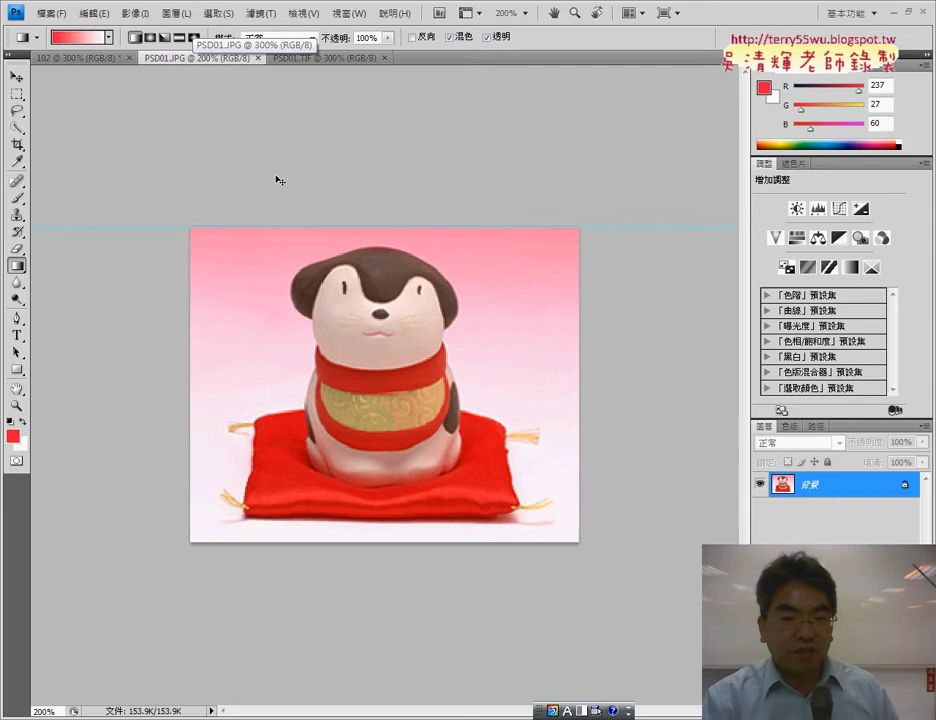 檔案(F) 編輯(E) 影像(I) 圖層(L) 選取(S) 濾鏡(T) 檢視(V) 視窗(W) 說明(H) 200% 基本功能
不透明: 100% 反向 混色 透明
PSD01.JPG @ 300% (RGB/8)
102 @ 300% (RGB/8) * PSD01.JPG @ 200% (RGB/8) PSD01.TIF @ 300% (RGB/8)
http://terry55wu.blogspot.tw
吳清輝老師錄製
R 237
G 27
B 60
調整 遮色片
增加調整
「色階」預設集
「曲線」預設集
「曝光度」預設集
「色相/飽和度」預設集
「黑白」預設集
「色版混合器」預設集
「選取顏色」預設集
圖層 色版 路徑
正常 不透明度: 100%
鎖定: 填滿: 100%
背景
200% 文件: 153.9K/153.9K